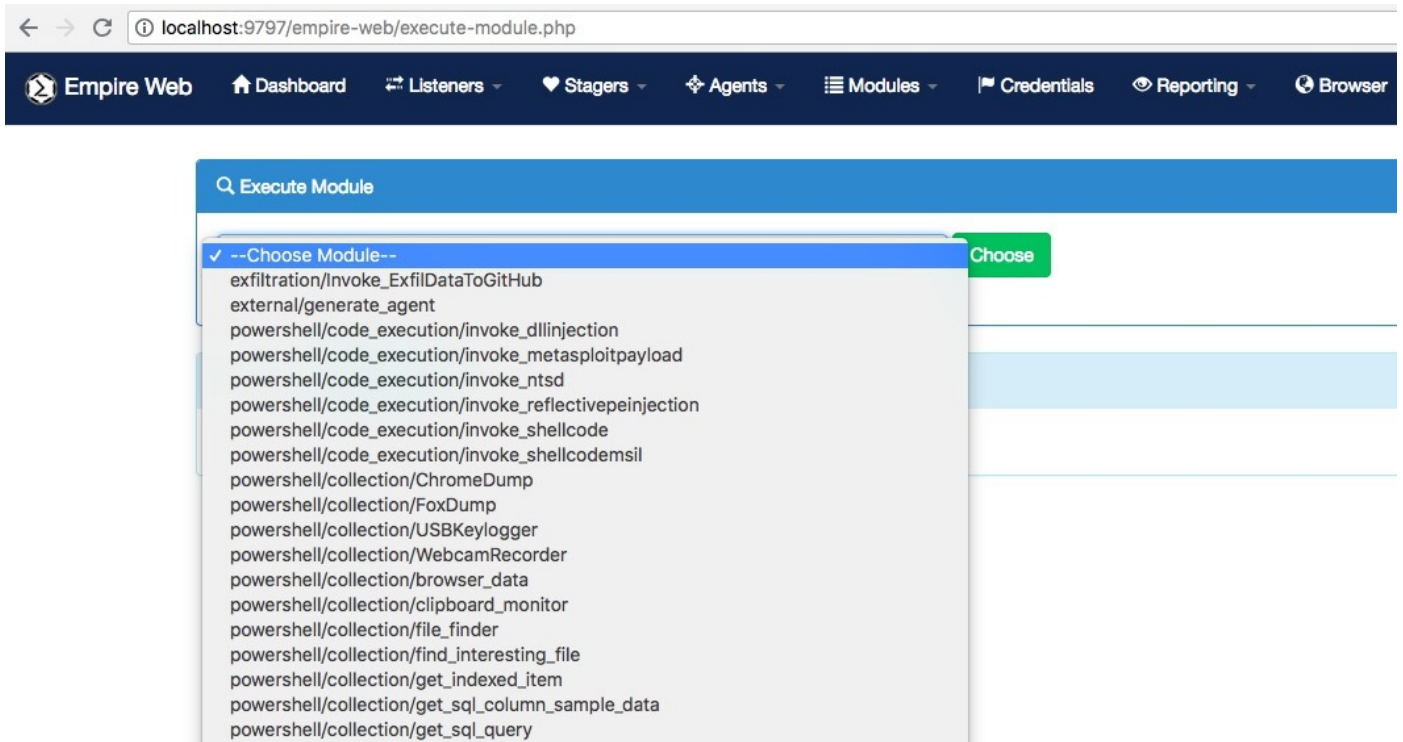 localhost:9797/empire-web/execute-module.php
Empire Web Dashboard Listeners Stagers Agents Modules Credentials Reporting Browser
Execute Module
--Choose Module--
Choose
exfiltration/Invoke_ExfilDataToGitHub
external/generate_agent
powershell/code_execution/invoke_dllinjection
powershell/code_execution/invoke_metasploitpayload
powershell/code_execution/invoke_ntsd
powershell/code_execution/invoke_reflectivepeinjection
powershell/code_execution/invoke_shellcode
powershell/code_execution/invoke_shellcodemsil
powershell/collection/ChromeDump
powershell/collection/FoxDump
powershell/collection/USBKeylogger
powershell/collection/WebcamRecorder
powershell/collection/browser_data
powershell/collection/clipboard_monitor
powershell/collection/file_finder
powershell/collection/find_interesting_file
powershell/collection/get_indexed_item
powershell/collection/get_sql_column_sample_data
powershell/collection/get_sql_query